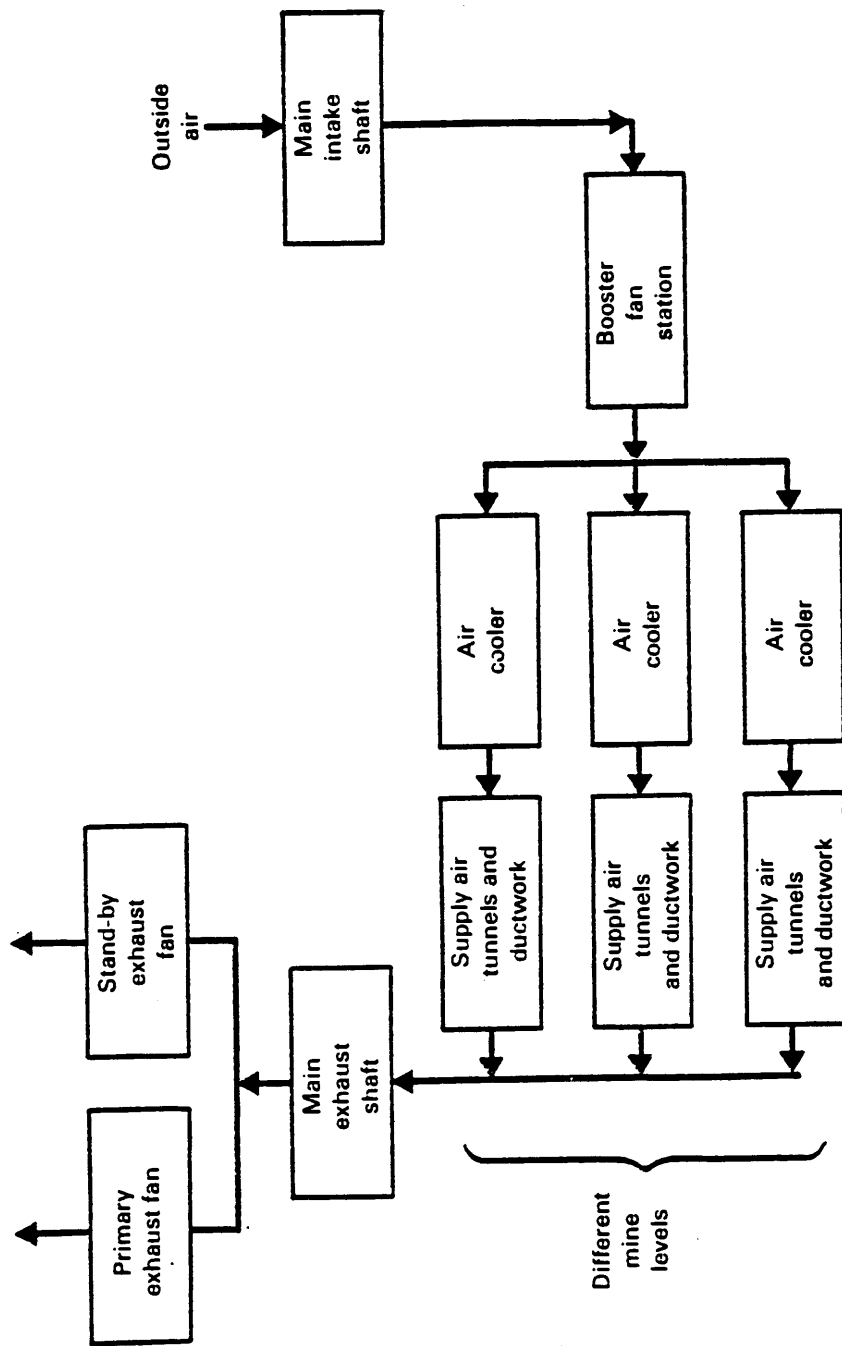 Outside
air
Main
intake
shaft
Booster
fan
station
Air
cooler
Air
cooler
Air
cooler
Supply air
tunnels and
ductwork
Supply air
tunnels
and ductwork
Supply air
tunnels
and ductwork
Main
exhaust
shaft
Stand-by
exhaust
fan
Primary
exhaust fan
Different
mine
levels